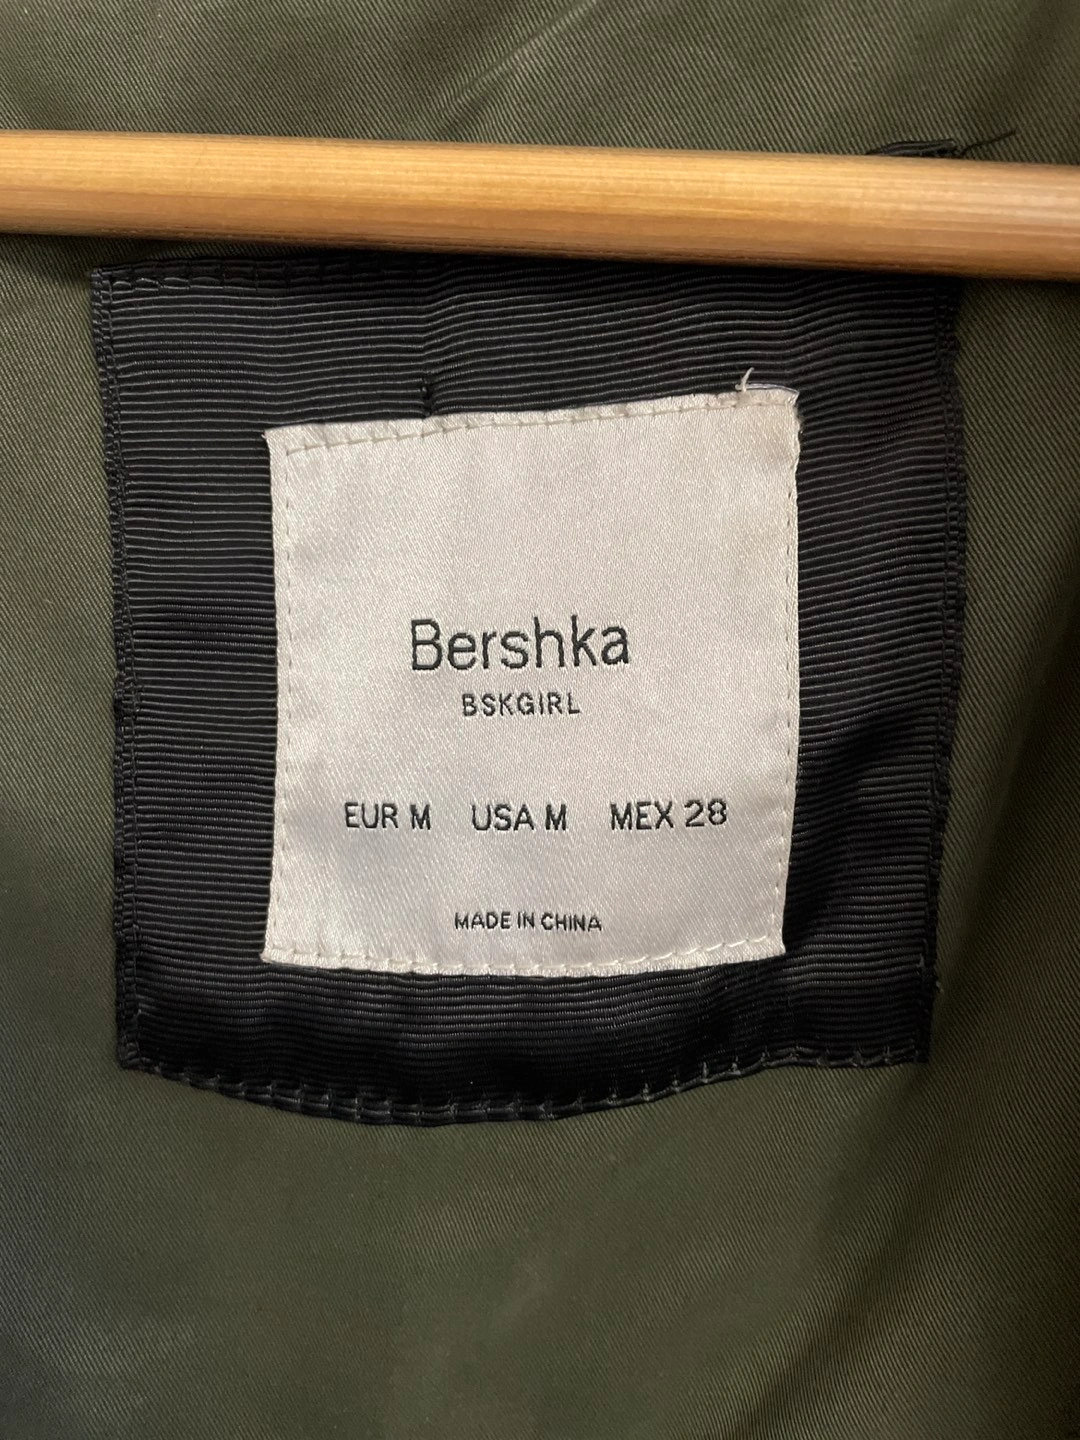 Bershka
BSKGIRL
EUR M USA M MEX 28
MADE IN CHINA